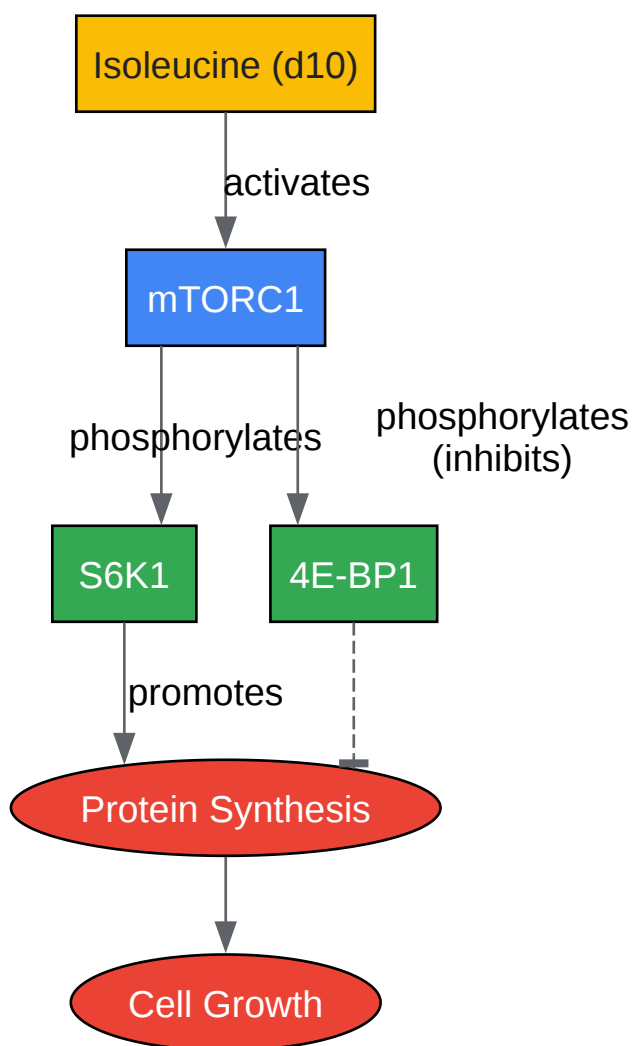 Isoleucine (d10)
activates
mTORC1
phosphorylates
phosphorylates
(inhibits)
S6K1
4E-BP1
promotes
Protein Synthesis
Cell Growth